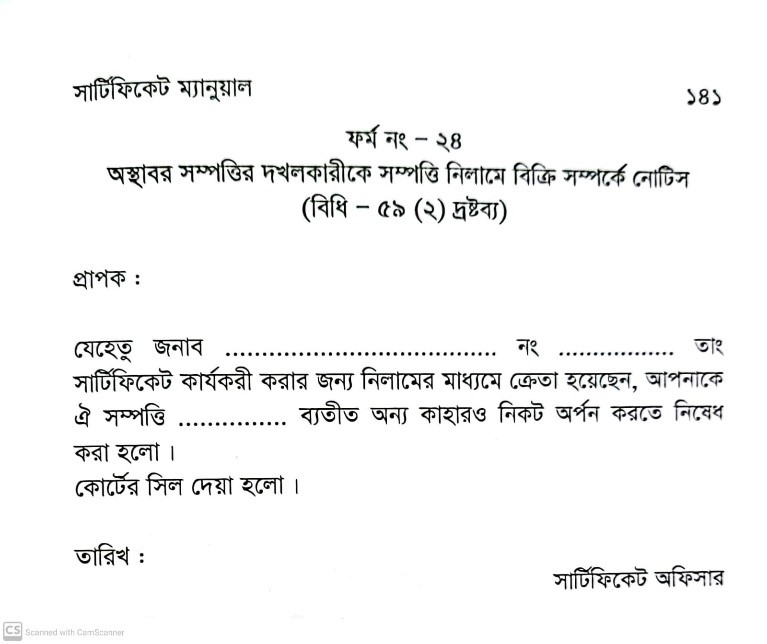 সার্টিফিকেট ম্যানুয়াল
১৪১
ফর্ম নং – ২৪
অস্থাবর সম্পত্তির দখলকারীকে সম্পত্তি নিলামে বিক্রি সম্পর্কে নোটিস
(বিধি – ৫৯ (২) দ্রষ্টব্য)
প্রাপক :
যেহেতু জনাব ......................................... নং .................. তাং
সার্টিফিকেট কার্যকরী করার জন্য নিলামের মাধ্যমে ক্রেতা হয়েছেন, আপনাকে
ঐ সম্পত্তি ................ ব্যতীত অন্য কাহারও নিকট অর্পন করতে নিষেধ
করা হলো ।
কোর্টের সিল দেয়া হলো ।
তারিখ :
সার্টিফিকেট অফিসার
CS Scanned with CamScanner